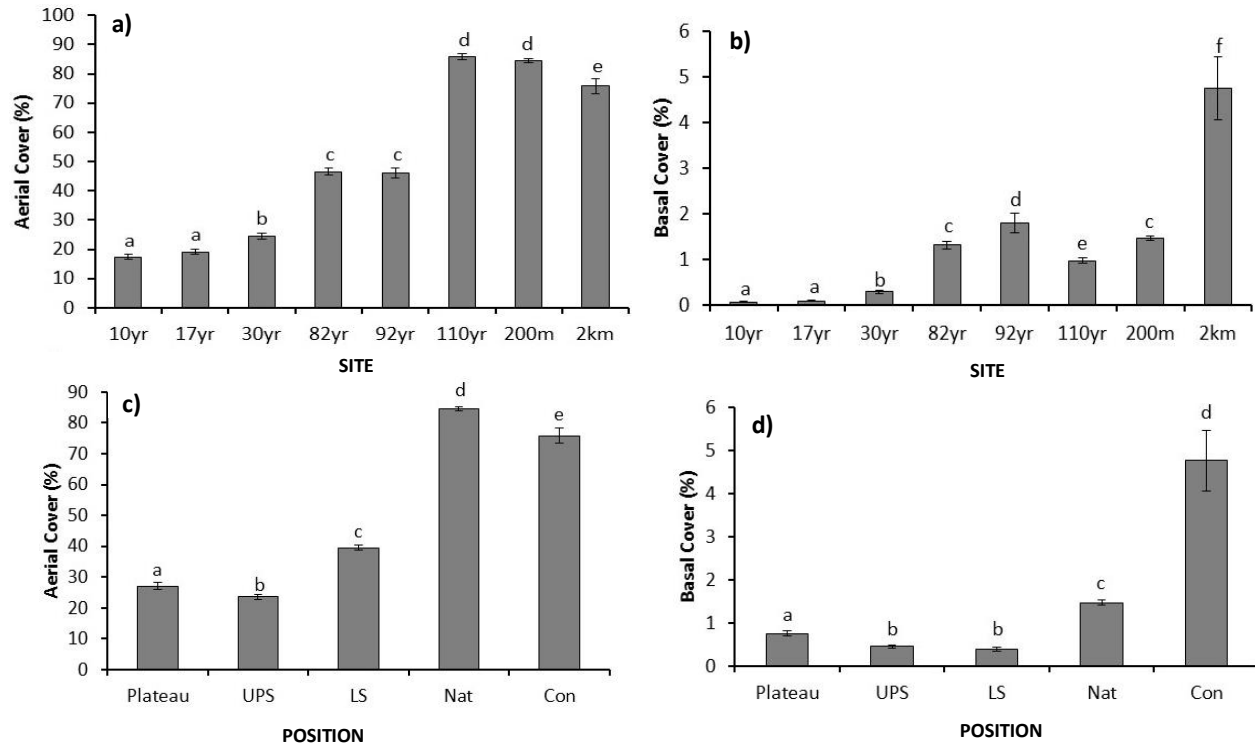 a)
Aerial Cover (%)
100
90
80
70
60
50
40
30
20
10
0
a
a
b
c
c
d
d
e
10yr 17yr 30yr 82yr 92yr 110yr 200m 2km
SITE
b)
Basal Cover (%)
6
5
4
3
2
1
0
a
a
b
c
d
e
c
f
10yr 17yr 30yr 82yr 92yr 110yr 200m 2km
SITE
c)
Aerial Cover (%)
90
80
70
60
50
40
30
20
10
0
a
b
c
d
e
Plateau UPS LS Nat Con
POSITION
d)
Basal Cover (%)
6
5
4
3
2
1
0
a
b
b
c
d
Plateau UPS LS Nat Con
POSITION